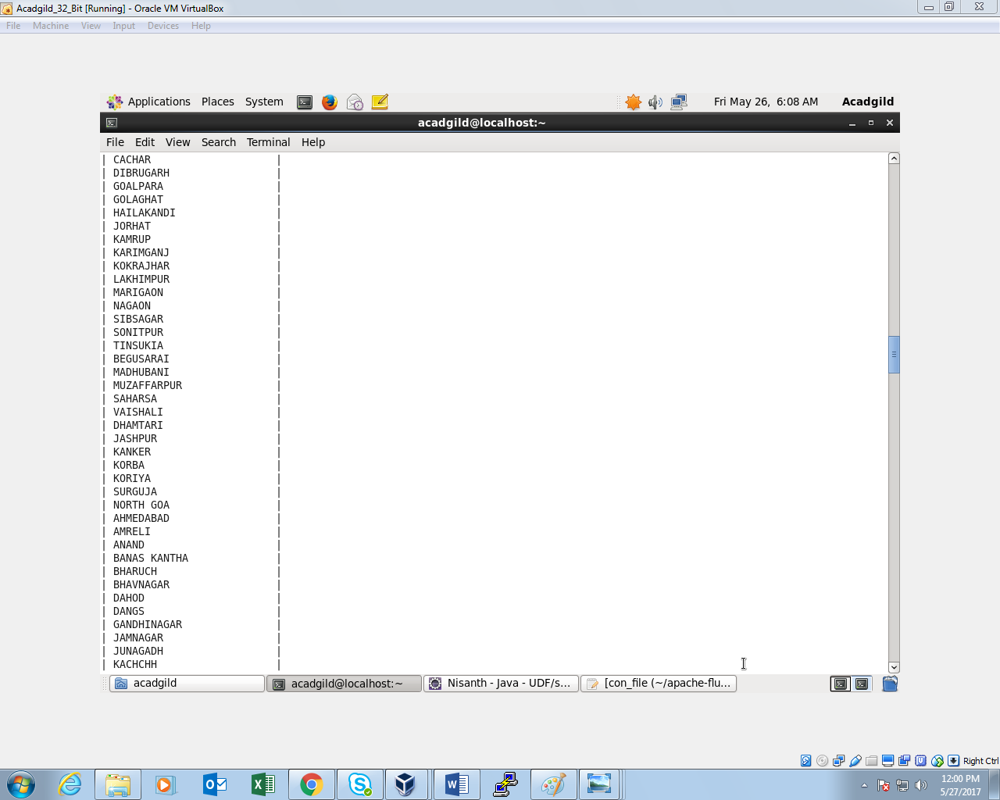 Acadgild_32_Bit [Running] - Oracle VM VirtualBox
File Machine View Input Devices Help
Applications Places System Fri May 26, 6:08 AM Acadgild
acadgild@localhost:~
File Edit View Search Terminal Help
| CACHAR |
| DIBRUGARH |
| GOALPARA |
| GOLAGHAT |
| HAILAKANDI |
| JORHAT |
| KAMRUP |
| KARIMGANJ |
| KOKRAJHAR |
| LAKHIMPUR |
| MARIGAON |
| NAGAON |
| SIBSAGAR |
| SONITPUR |
| TINSUKIA |
| BEGUSARAI |
| MADHUBANI |
| MUZAFFARPUR |
| SAHARSA |
| VAISHALI |
| DHAMTARI |
| JASHPUR |
| KANKER |
| KORBA |
| KORIYA |
| SURGUJA |
| NORTH GOA |
| AHMEDABAD |
| AMRELI |
| ANAND |
| BANAS KANTHA |
| BHARUCH |
| BHAVNAGAR |
| DAHOD |
| DANGS |
| GANDHINAGAR |
| JAMNAGAR |
| JUNAGADH |
| KACHCHH |
acadgild acadgild@localhost:~ Nisanth - Java - UDF/s... [con_file (~/apache-flu...
Right Ctrl
12:00 PM
5/27/2017